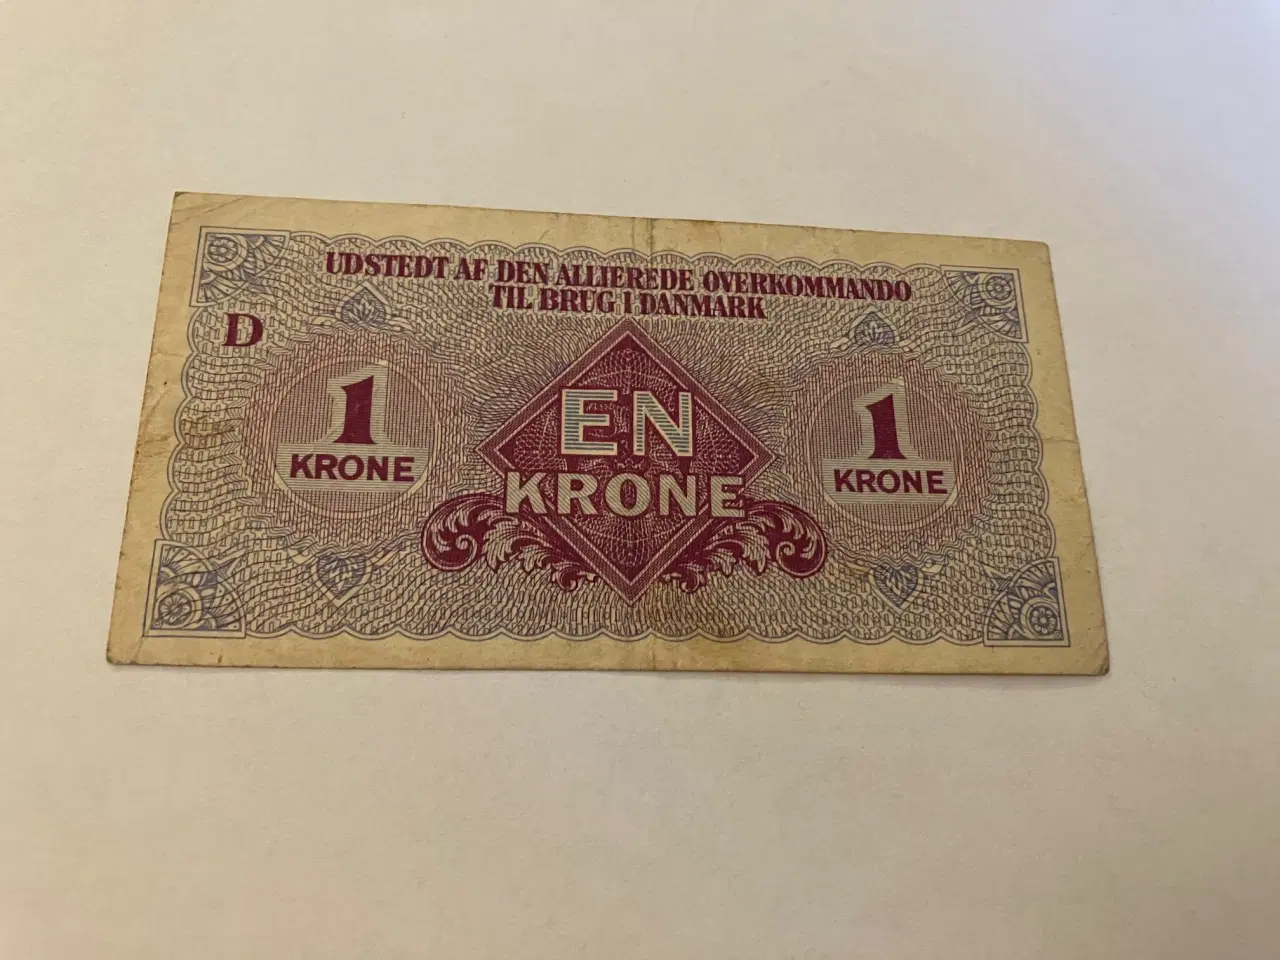 UDSTEDT AF DEN ALLIEREDE OVERKOMMANDO
TIL BRUG I DANMARK
D
1
KRONE
EN
KRONE
1
KRONE